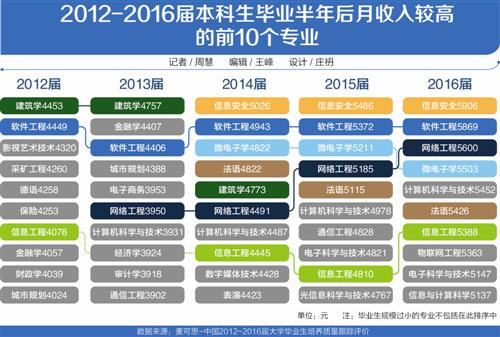 2012-2016届本科生毕业半年后月收入较高
的前10个专业
记者/周慧 编辑/王峰 设计/庄枬
2012届 2013届 2014届 2015届 2016届
建筑学4453 建筑学4757 信息安全5026 信息安全5486 信息安全5906
软件工程4449 金融学4407 软件工程4943 软件工程5372 软件工程5869
影视艺术技术4320 软件工程4406 微电子学4822 微电子学5211 网络工程5600
采矿工程4260 城市规划4388 法语4822 网络工程5185 微电子学5503
德语4258 电子商务3953 建筑学4773 法语5115 计算机科学与技术5452
保险4253 网络工程3950 网络工程4491 计算机科学与技术4978 法语5426
信息工程4078 计算机科学与技术3931 计算机科学与技术4487 通信工程4828 信息工程5388
金融学4057 经济学3924 信息工程4445 电子科学与技术4821 物联网工程5363
财政学4039 审计学3918 数字媒体技术4428 信息工程4810 电子科学与技术5147
城市规划4024 通信工程3902 表演4423 光信息科学与技术4767 信息与计算科学5137
单位：元 注：毕业生规模过小的专业不包括在此排序中
数据来源：麦可思-中国2012~2016届大学毕业生培养质量跟踪评价